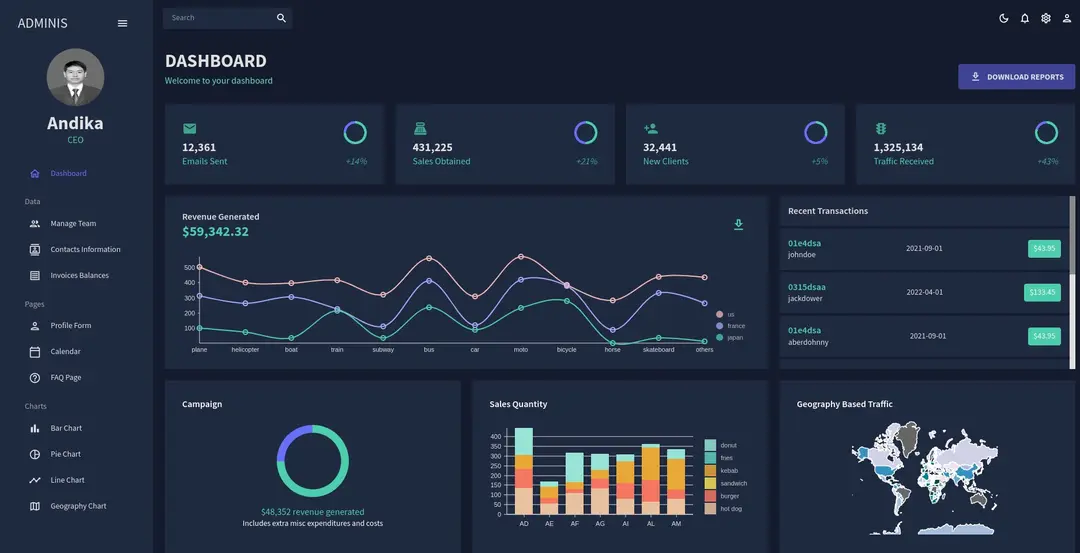 ADMINIS
Search
Andika
CEO
Dashboard
Data
Manage Team
Contacts Information
Invoices Balances
Pages
Profile Form
Calendar
FAQ Page
Charts
Bar Chart
Pie Chart
Line Chart
Geography Chart
DASHBOARD
Welcome to your dashboard
DOWNLOAD REPORTS
12,361
Emails Sent
+14%
431,225
Sales Obtained
+21%
32,441
New Clients
+5%
1,325,134
Traffic Received
+43%
Revenue Generated
$59,342.32
500
400
300
200
100
plane helicopter boat train subway bus car moto bicycle horse skateboard others
us
france
japan
Recent Transactions
01e4dsa
johndoe
2021-09-01
$43.95
0315dsaa
jackdower
2022-04-01
$133.45
01e4dsa
aberdohnny
2021-09-01
$43.95
Campaign
$48,352 revenue generated
Includes extra misc expenditures and costs
Sales Quantity
400
350
300
250
200
150
100
50
0
AD AE AF AG AI AL AM
donut
fries
kebab
sandwich
burger
hot dog
Geography Based Traffic